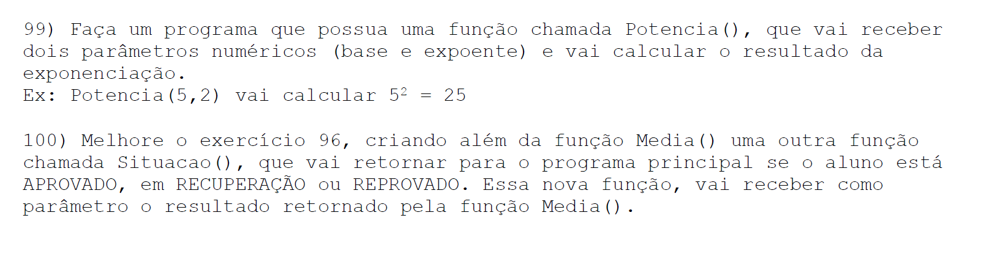 99) Faça um programa que possua uma função chamada Potencia(), que vai receber
dois parâmetros numéricos (base e expoente) e vai calcular o resultado da
exponenciação.
Ex: Potencia(5,2) vai calcular 5² = 25
100) Melhore o exercício 96, criando além da função Media() uma outra função
chamada Situacao(), que vai retornar para o programa principal se o aluno está
APROVADO, em RECUPERAÇÃO ou REPROVADO. Essa nova função, vai receber como
parâmetro o resultado retornado pela função Media().